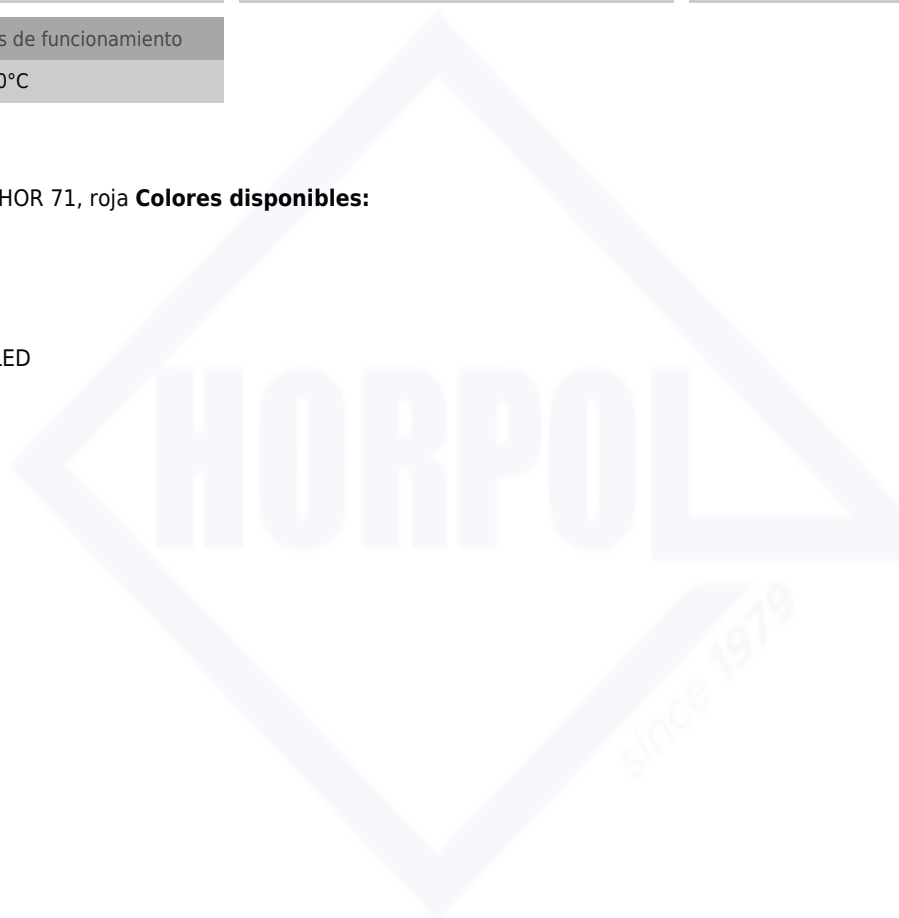 s de funcionamiento
0°C
HOR 71, roja Colores disponibles:
LED
HORPOL
since 1979